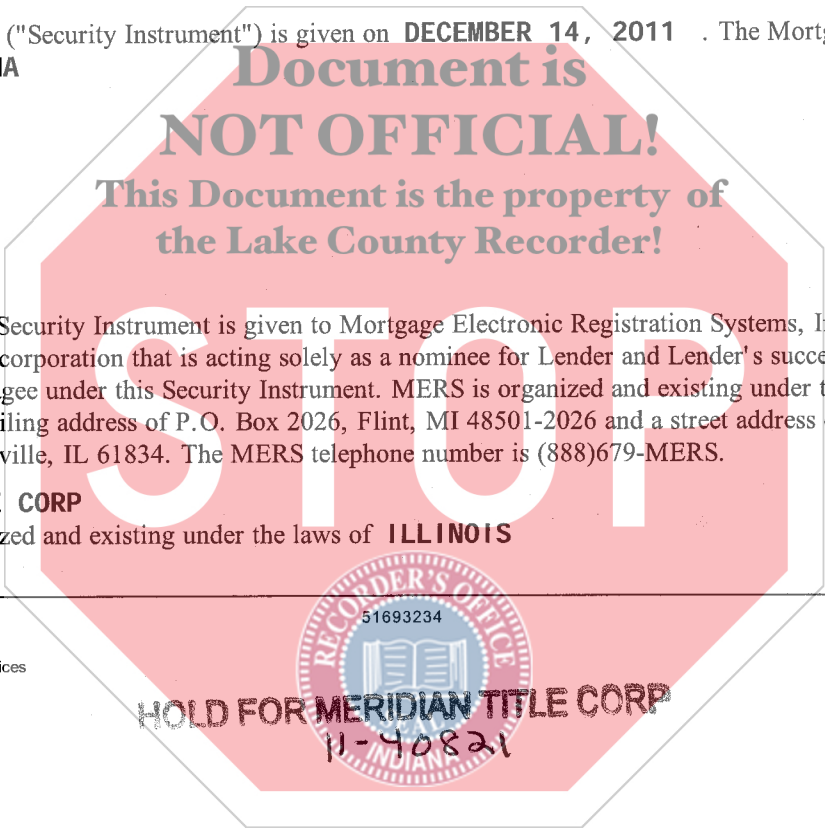 ("Security Instrument") is given on DECEMBER 14, 2011 . The Mortg
IA
Document is
NOT OFFICIAL!
This Document is the property of
the Lake County Recorder!
STOP
Security Instrument is given to Mortgage Electronic Registration Systems, I
corporation that is acting solely as a nominee for Lender and Lender's succe
gee under this Security Instrument. MERS is organized and existing under t
iling address of P.O. Box 2026, Flint, MI 48501-2026 and a street address
ville, IL 61834. The MERS telephone number is (888)679-MERS.
CORP
zed and existing under the laws of ILLINOIS
RECORDER'S OFFICE
51693234
ices
HOLD FOR MERIDIAN TITLE CORP
11-40821
INDIANA